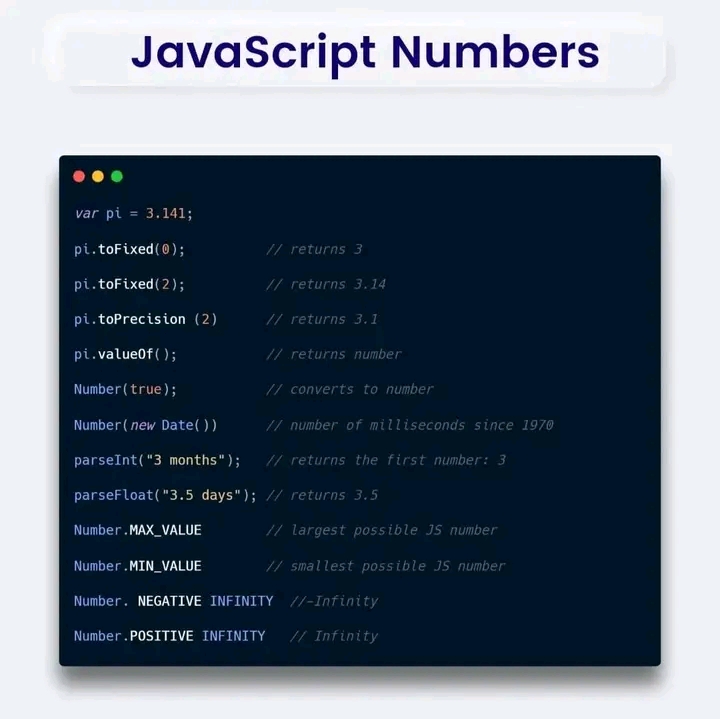 JavaScript Numbers
var pi = 3.141;
pi.toFixed(0); // returns 3
pi.toFixed(2); // returns 3.14
pi.toPrecision (2) // returns 3.1
pi.valueOf(); // returns number
Number(true); // converts to number
Number(new Date()) // number of milliseconds since 1970
parseInt("3 months"); // returns the first number: 3
parseFloat("3.5 days"); // returns 3.5
Number.MAX_VALUE // largest possible JS number
Number.MIN_VALUE // smallest possible JS number
Number. NEGATIVE INFINITY //-Infinity
Number.POSITIVE INFINITY // Infinity